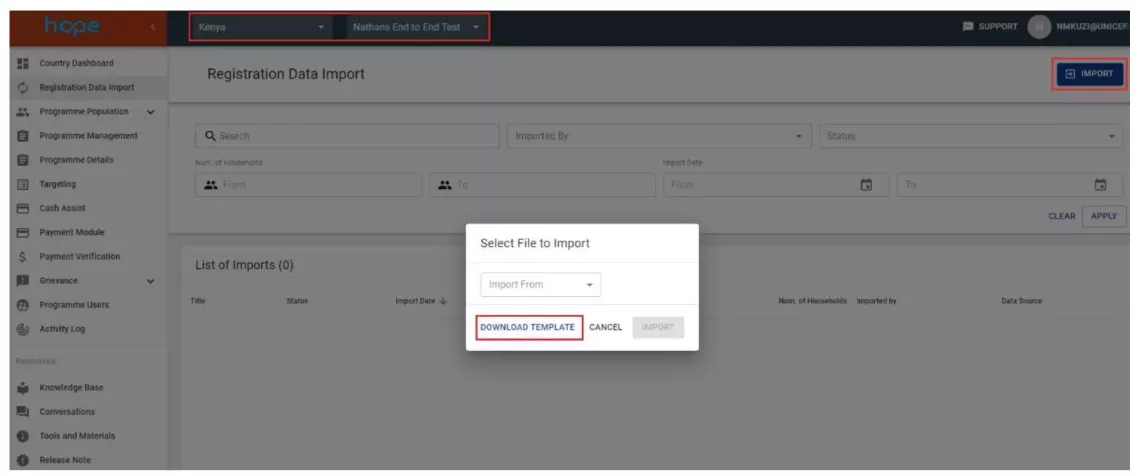 hope
Kenya
Nathans End to End Test
SUPPORT
N
NMKUZI@UNICEF.
Country Dashboard
Registration Data Import
Programme Population
Programme Management
Programme Details
Targeting
Cash Assist
Payment Module
Payment Verification
Grievance
Programme Users
Activity Log
Resources
Knowledge Base
Conversations
Tools and Materials
Release Note
Registration Data Import
IMPORT
Search
Imported By
Status
Num. of Households
Import Date
From
To
From
To
CLEAR
APPLY
List of Imports (0)
Title
Status
Import Date
Num. of Households
Imported by
Data Source
Select File to Import
Import From
DOWNLOAD TEMPLATE
CANCEL
IMPORT